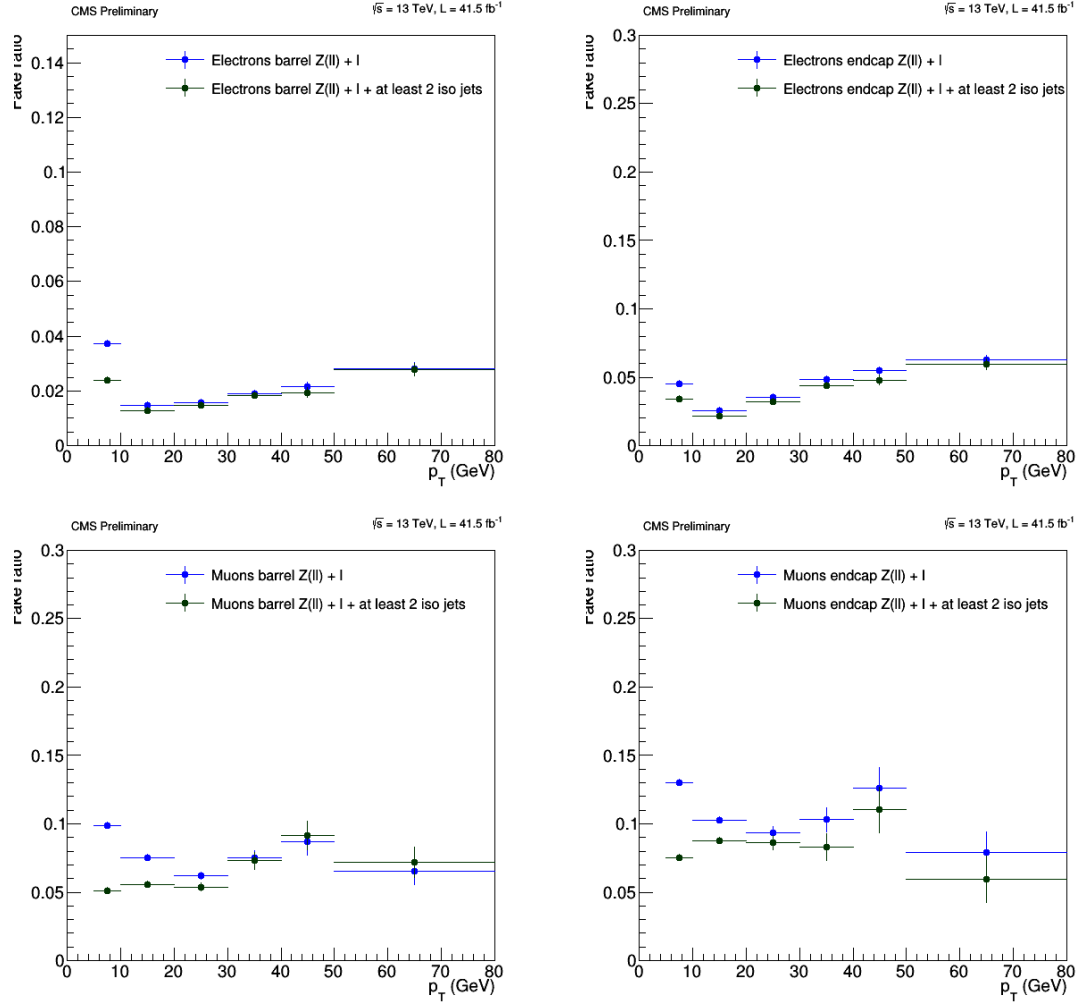 CMS Preliminary √s = 13 TeV, L = 41.5 fb⁻¹
Fake ratio
Electrons barrel Z(ll) + l
Electrons barrel Z(ll) + l + at least 2 iso jets
0.14
0.12
0.1
0.08
0.06
0.04
0.02
0
0 10 20 30 40 50 60 70 80
p_T (GeV)
CMS Preliminary √s = 13 TeV, L = 41.5 fb⁻¹
Fake ratio
Electrons endcap Z(ll) + l
Electrons endcap Z(ll) + l + at least 2 iso jets
0.3
0.25
0.2
0.15
0.1
0.05
0
0 10 20 30 40 50 60 70 80
p_T (GeV)
CMS Preliminary √s = 13 TeV, L = 41.5 fb⁻¹
Fake ratio
Muons barrel Z(ll) + l
Muons barrel Z(ll) + l + at least 2 iso jets
0.3
0.25
0.2
0.15
0.1
0.05
0
0 10 20 30 40 50 60 70 80
p_T (GeV)
CMS Preliminary √s = 13 TeV, L = 41.5 fb⁻¹
Fake ratio
Muons endcap Z(ll) + l
Muons endcap Z(ll) + l + at least 2 iso jets
0.3
0.25
0.2
0.15
0.1
0.05
0
0 10 20 30 40 50 60 70 80
p_T (GeV)